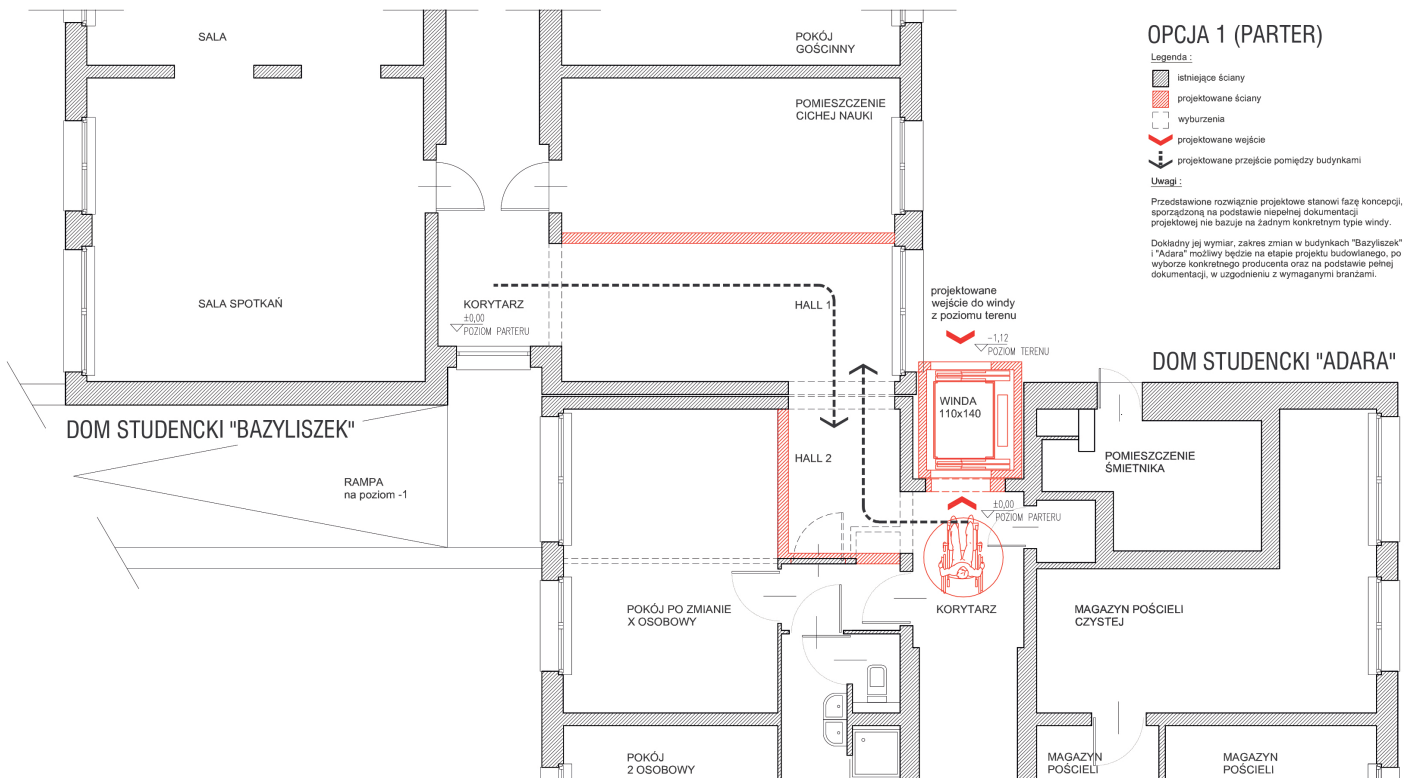 SALA
POKÓJ
GOŚCINNY
POMIESZCZENIE
CICHEJ NAUKI
OPCJA 1 (PARTER)
Legenda :
istniejące ściany
projektowane ściany
wyburzenia
projektowane wejście
projektowane przejście pomiędzy budynkami
Uwagi :
Przedstawione rozwiąznie projektowe stanowi fazę koncepcji,
sporządzoną na podstawie niepełnej dokumentacji
projektowej nie bazuje na żadnym konkretnym typie windy.
Dokładny jej wymiar, zakres zmian w budynkach "Bazyliszek"
i "Adara" możliwy będzie na etapie projektu budowlanego, po
wyborze konkretnego producenta oraz na podstawie pełnej
dokumentacji, w uzgodnieniu z wymaganymi branżami.
SALA SPOTKAŃ
KORYTARZ
±0,00
POZIOM PARTERU
HALL 1
projektowane
wejście do windy
z poziomu terenu
-1,12
POZIOM TERENU
DOM STUDENCKI "ADARA"
WINDA
110x140
DOM STUDENCKI "BAZYLISZEK"
RAMPA
na poziom -1
HALL 2
POMIESZCZENIE
ŚMIETNIKA
±0,00
POZIOM PARTERU
POKÓJ PO ZMIANIE
X OSOBOWY
KORYTARZ
MAGAZYN POŚCIELI
CZYSTEJ
POKÓJ
2 OSOBOWY
MAGAZYN
POŚCIELI
MAGAZYN
POŚCIELI